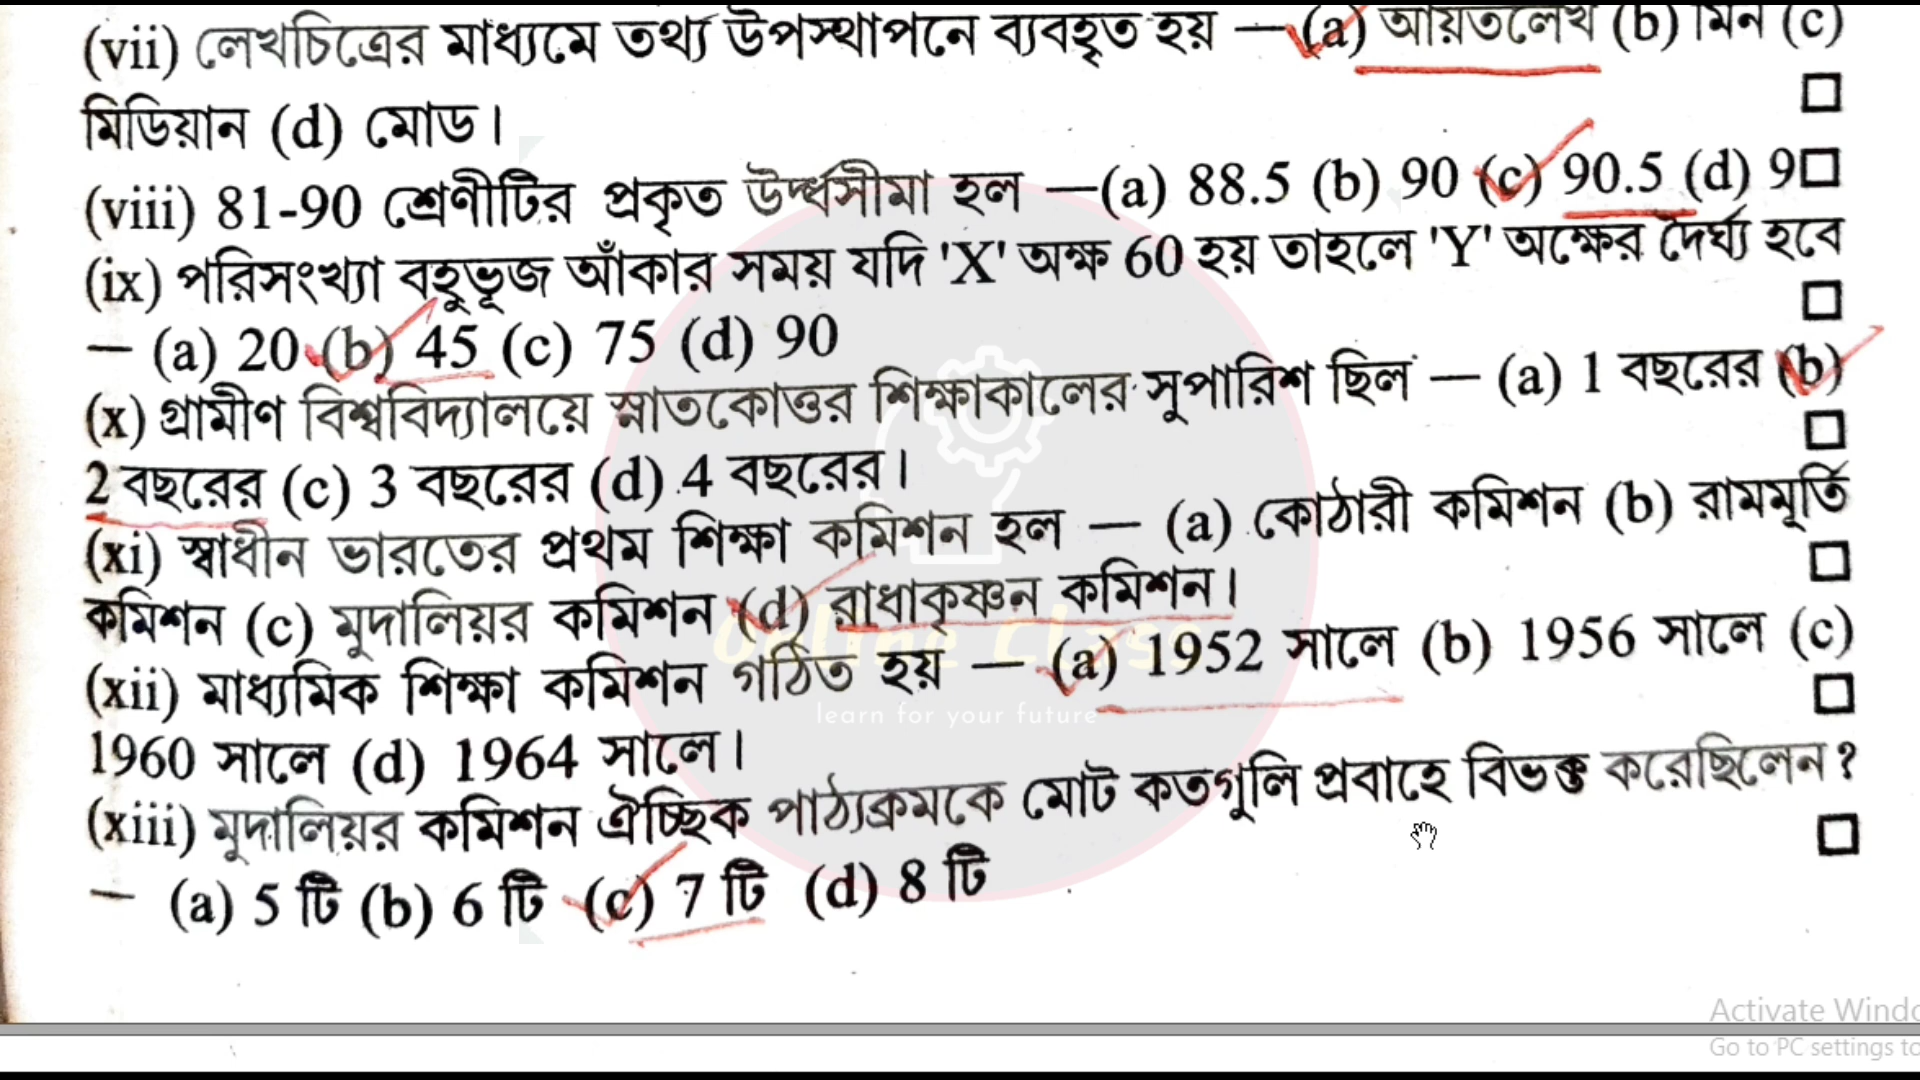 (vii) লেখচিত্রের মাধ্যমে তথ্য উপস্থাপনে ব্যবহৃত হয় — (a) আয়তলেখ (b) মিন (c)
মিডিয়ান (d) মোড।
(viii) 81-90 শ্রেণীটির প্রকৃত উর্দ্ধসীমা হল —(a) 88.5 (b) 90 (c) 90.5 (d) 9
(ix) পরিসংখ্যা বহুভূজ আঁকার সময় যদি 'X' অক্ষ 60 হয় তাহলে 'Y' অক্ষের দৈর্ঘ্য হবে
— (a) 20 (b) 45 (c) 75 (d) 90
(x) গ্রামীণ বিশ্ববিদ্যালয়ে স্নাতকোত্তর শিক্ষাকালের সুপারিশ ছিল — (a) 1 বছরের (b)
2 বছরের (c) 3 বছরের (d) 4 বছরের।
(xi) স্বাধীন ভারতের প্রথম শিক্ষা কমিশন হল — (a) কোঠারী কমিশন (b) রামমূর্তি
কমিশন (c) মুদালিয়র কমিশন (d) রাধাকৃষ্ণন কমিশন।
Online Class
(xii) মাধ্যমিক শিক্ষা কমিশন গঠিত হয় — (a) 1952 সালে (b) 1956 সালে (c)
learn for your future
1960 সালে (d) 1964 সালে।
(xiii) মুদালিয়র কমিশন ঐচ্ছিক পাঠ্যক্রমকে মোট কতগুলি প্রবাহে বিভক্ত করেছিলেন?
— (a) 5 টি (b) 6 টি (c) 7 টি (d) 8 টি
Activate Windo
Go to PC settings to